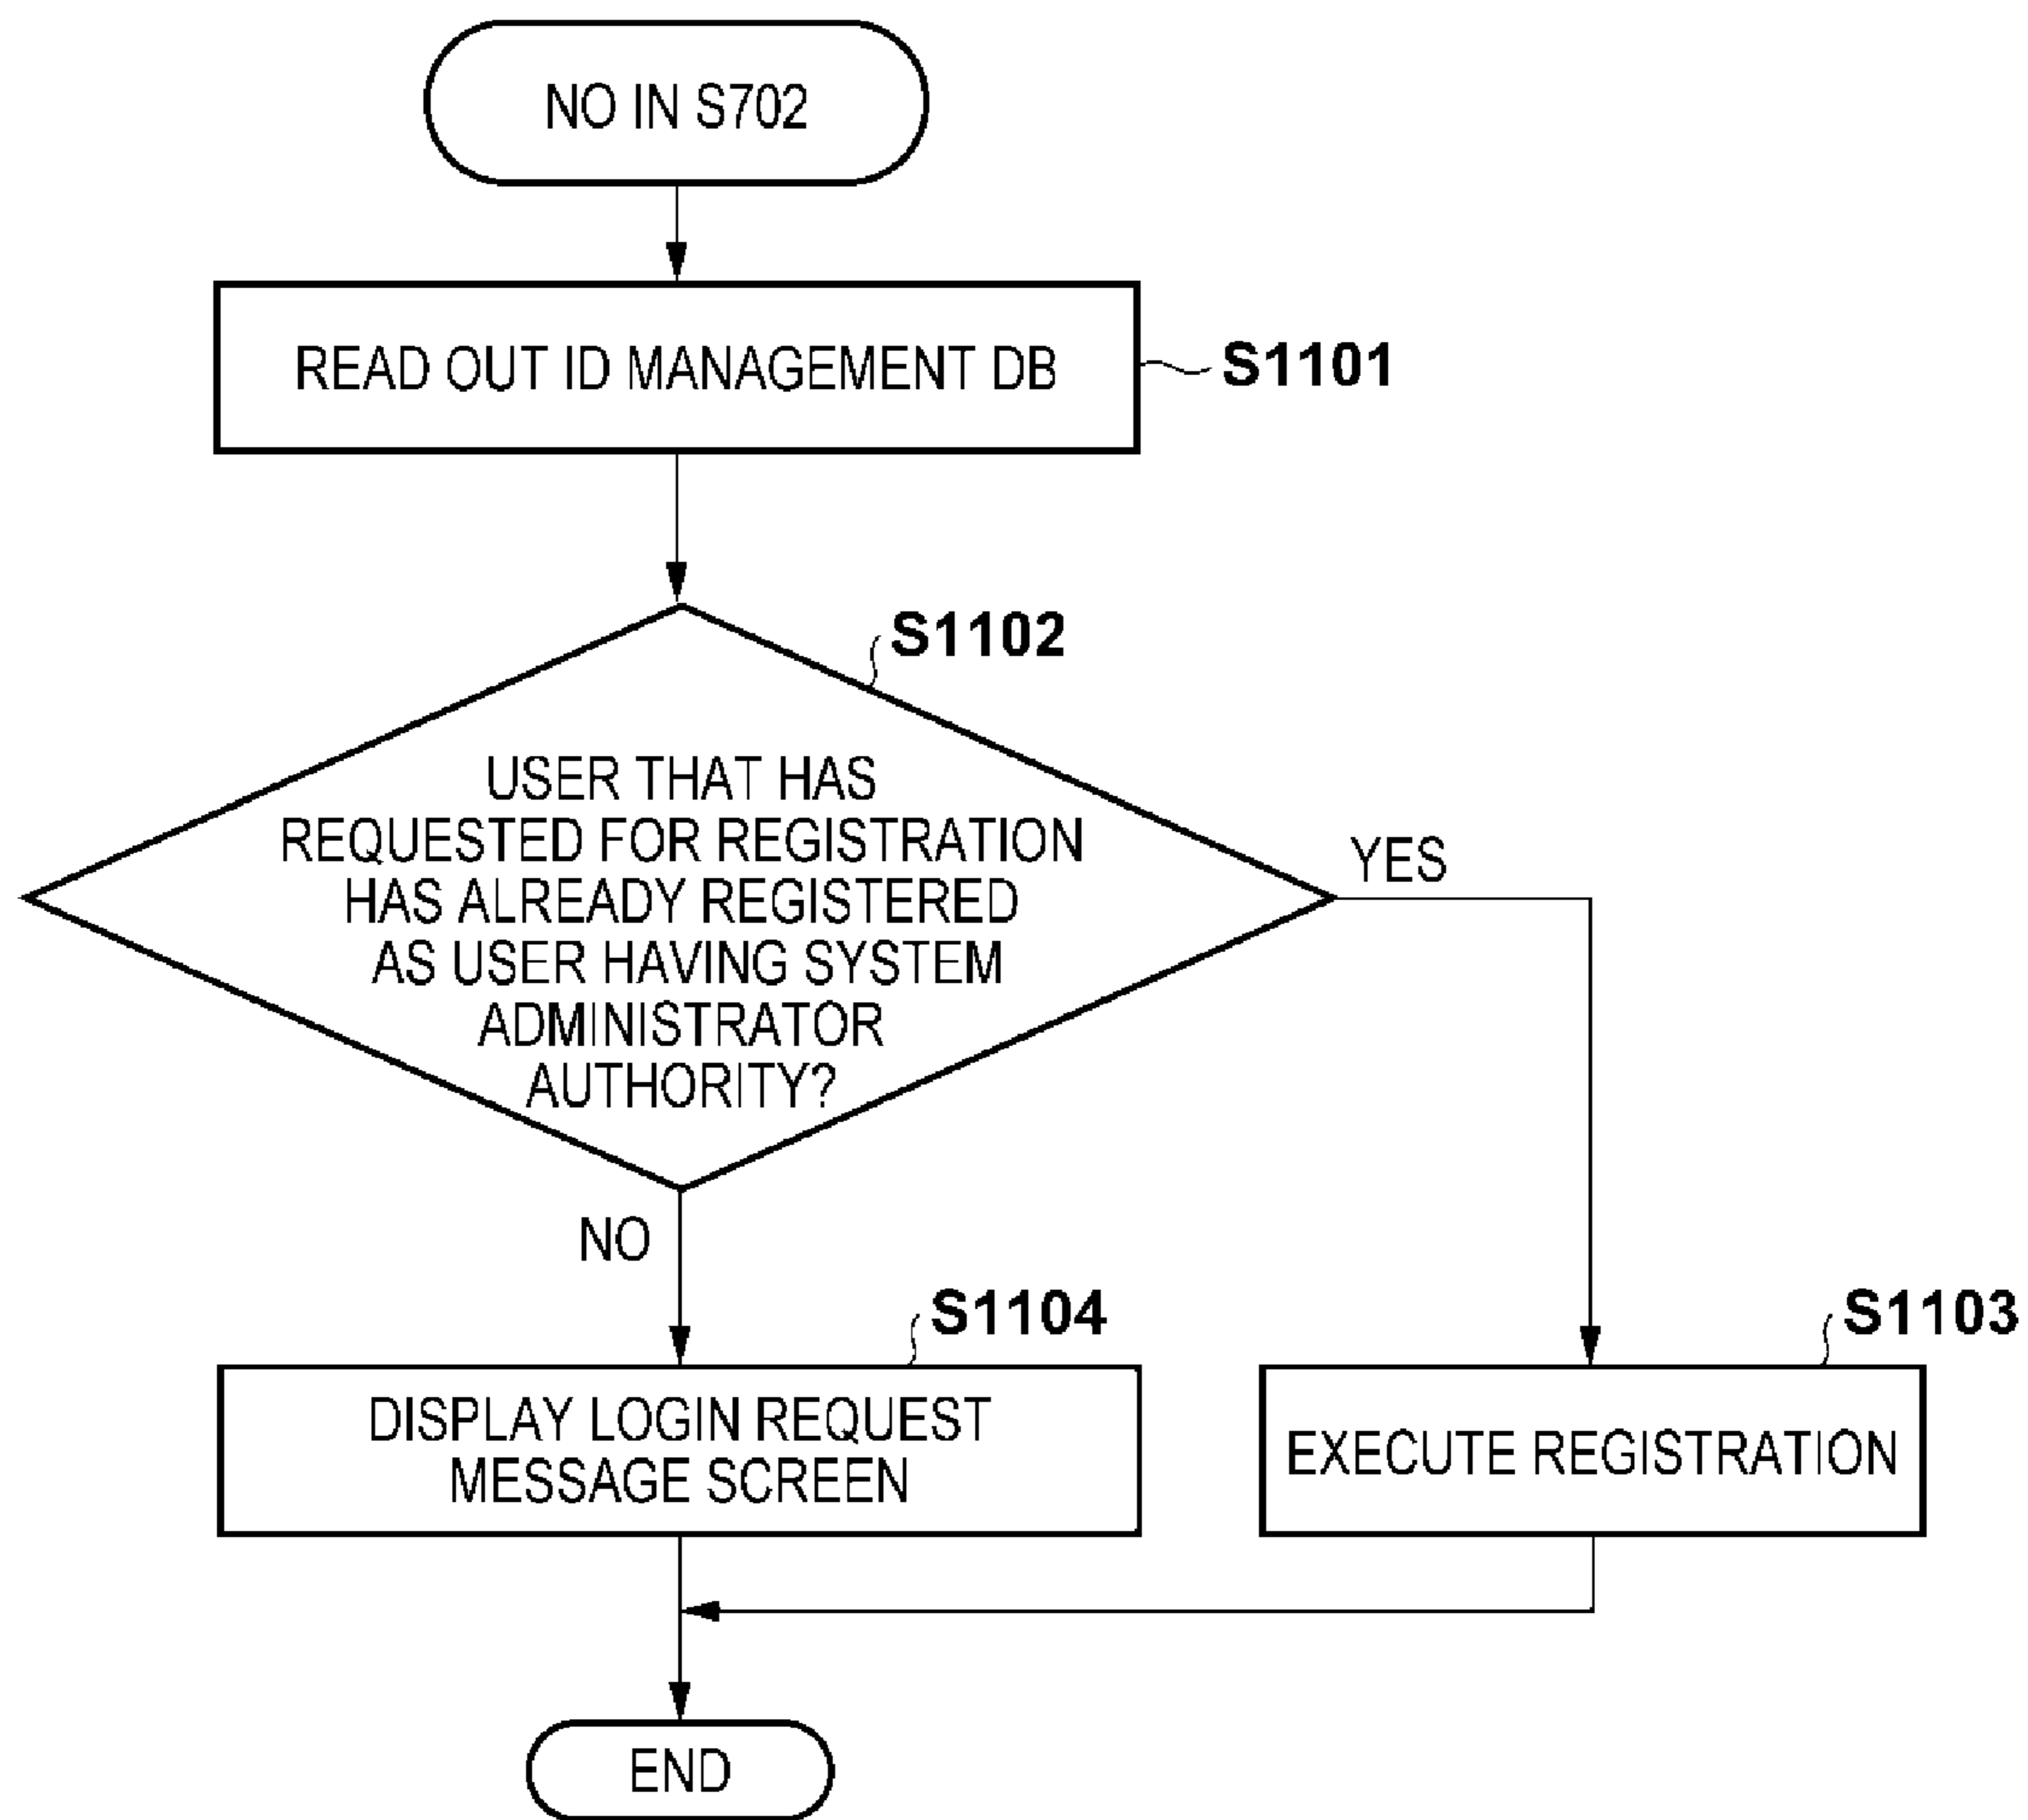 NO IN S702
READ OUT ID MANAGEMENT DB
S1101
S1102
USER THAT HAS
REQUESTED FOR REGISTRATION
HAS ALREADY REGISTERED
AS USER HAVING SYSTEM
ADMINISTRATOR
AUTHORITY?
YES
NO
S1104
DISPLAY LOGIN REQUEST
MESSAGE SCREEN
S1103
EXECUTE REGISTRATION
END